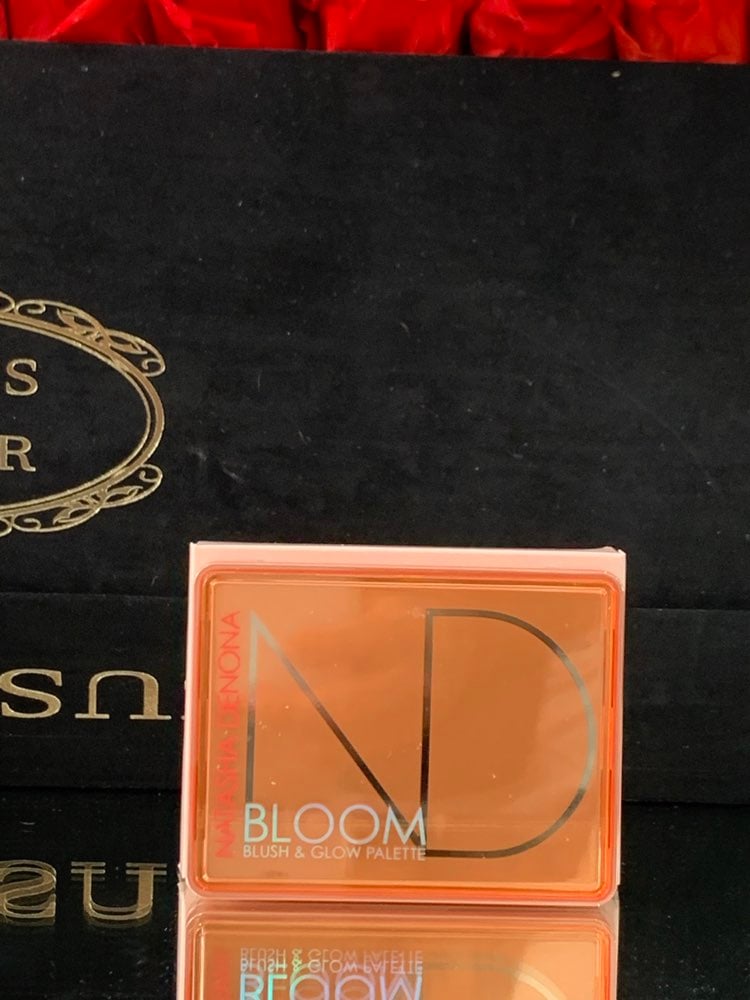 S
R
NATASHA DENONA
ND
BLOOM
BLUSH & GLOW PALETTE